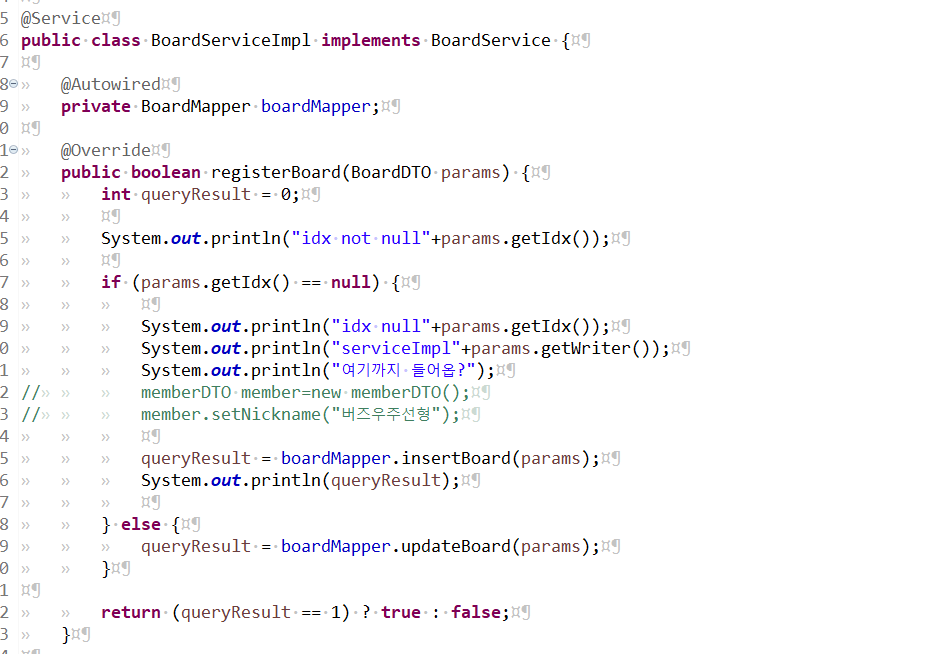 5 @Service¤¶
6 public class BoardServiceImpl implements BoardService {¤¶
7 ¤¶
8 » @Autowired¤¶
9 » private BoardMapper boardMapper;¤¶
0 ¤¶
1 » @Override¤¶
2 » public boolean registerBoard(BoardDTO params) {¤¶
3 » » int queryResult = 0;¤¶
4 » » ¤¶
5 » » System.out.println("idx not null"+params.getIdx());¤¶
6 » » ¤¶
7 » » if (params.getIdx() == null) {¤¶
8 » » » ¤¶
9 » » » System.out.println("idx null"+params.getIdx());¤¶
0 » » » System.out.println("serviceImpl"+params.getWriter());¤¶
1 » » » System.out.println("여기까지 들어옵?");¤¶
2 //» » » memberDTO member=new memberDTO();¤¶
3 //» » » member.setNickname("버즈우주선형");¤¶
4 » » » ¤¶
5 » » » queryResult = boardMapper.insertBoard(params);¤¶
6 » » » System.out.println(queryResult);¤¶
7 » » » ¤¶
8 » » } else {¤¶
9 » » » queryResult = boardMapper.updateBoard(params);¤¶
0 » » }¤¶
1 ¤¶
2 » » return (queryResult == 1) ? true : false;¤¶
3 » }¤¶